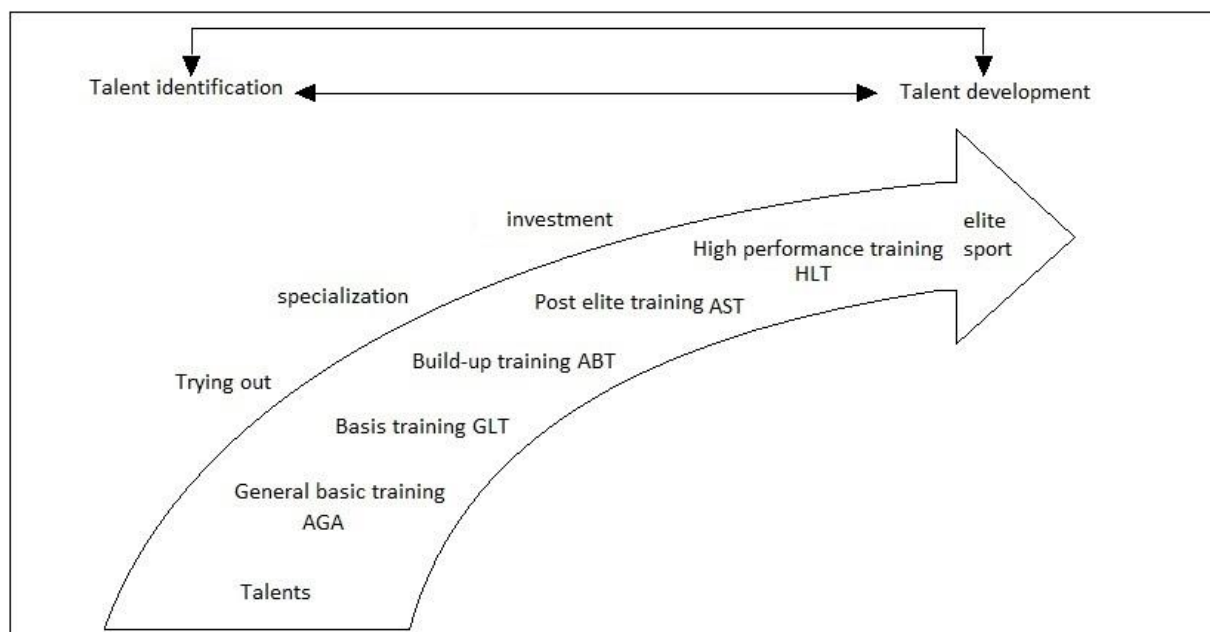 Talent identification
Talent development
investment
elite
sport
High performance training
HLT
specialization
Post elite training AST
Build-up training ABT
Trying out
Basis training GLT
General basic training
AGA
Talents